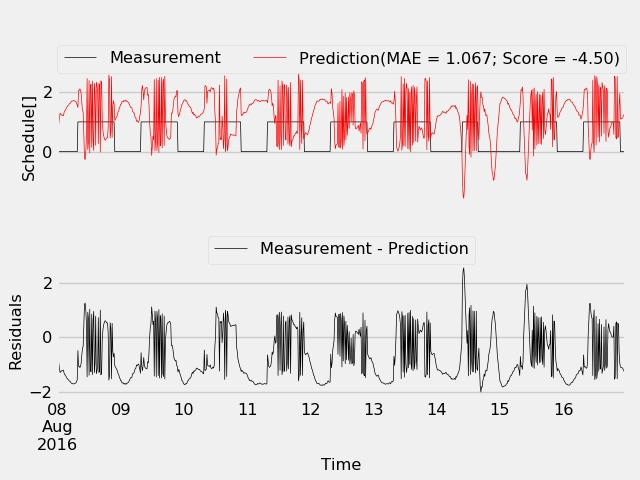 Measurement
Prediction(MAE = 1.067; Score = -4.50)
Schedule[]
2
0
Measurement - Prediction
Residuals
2
0
−2
08 09 10 11 12 13 14 15 16
Aug
2016
Time